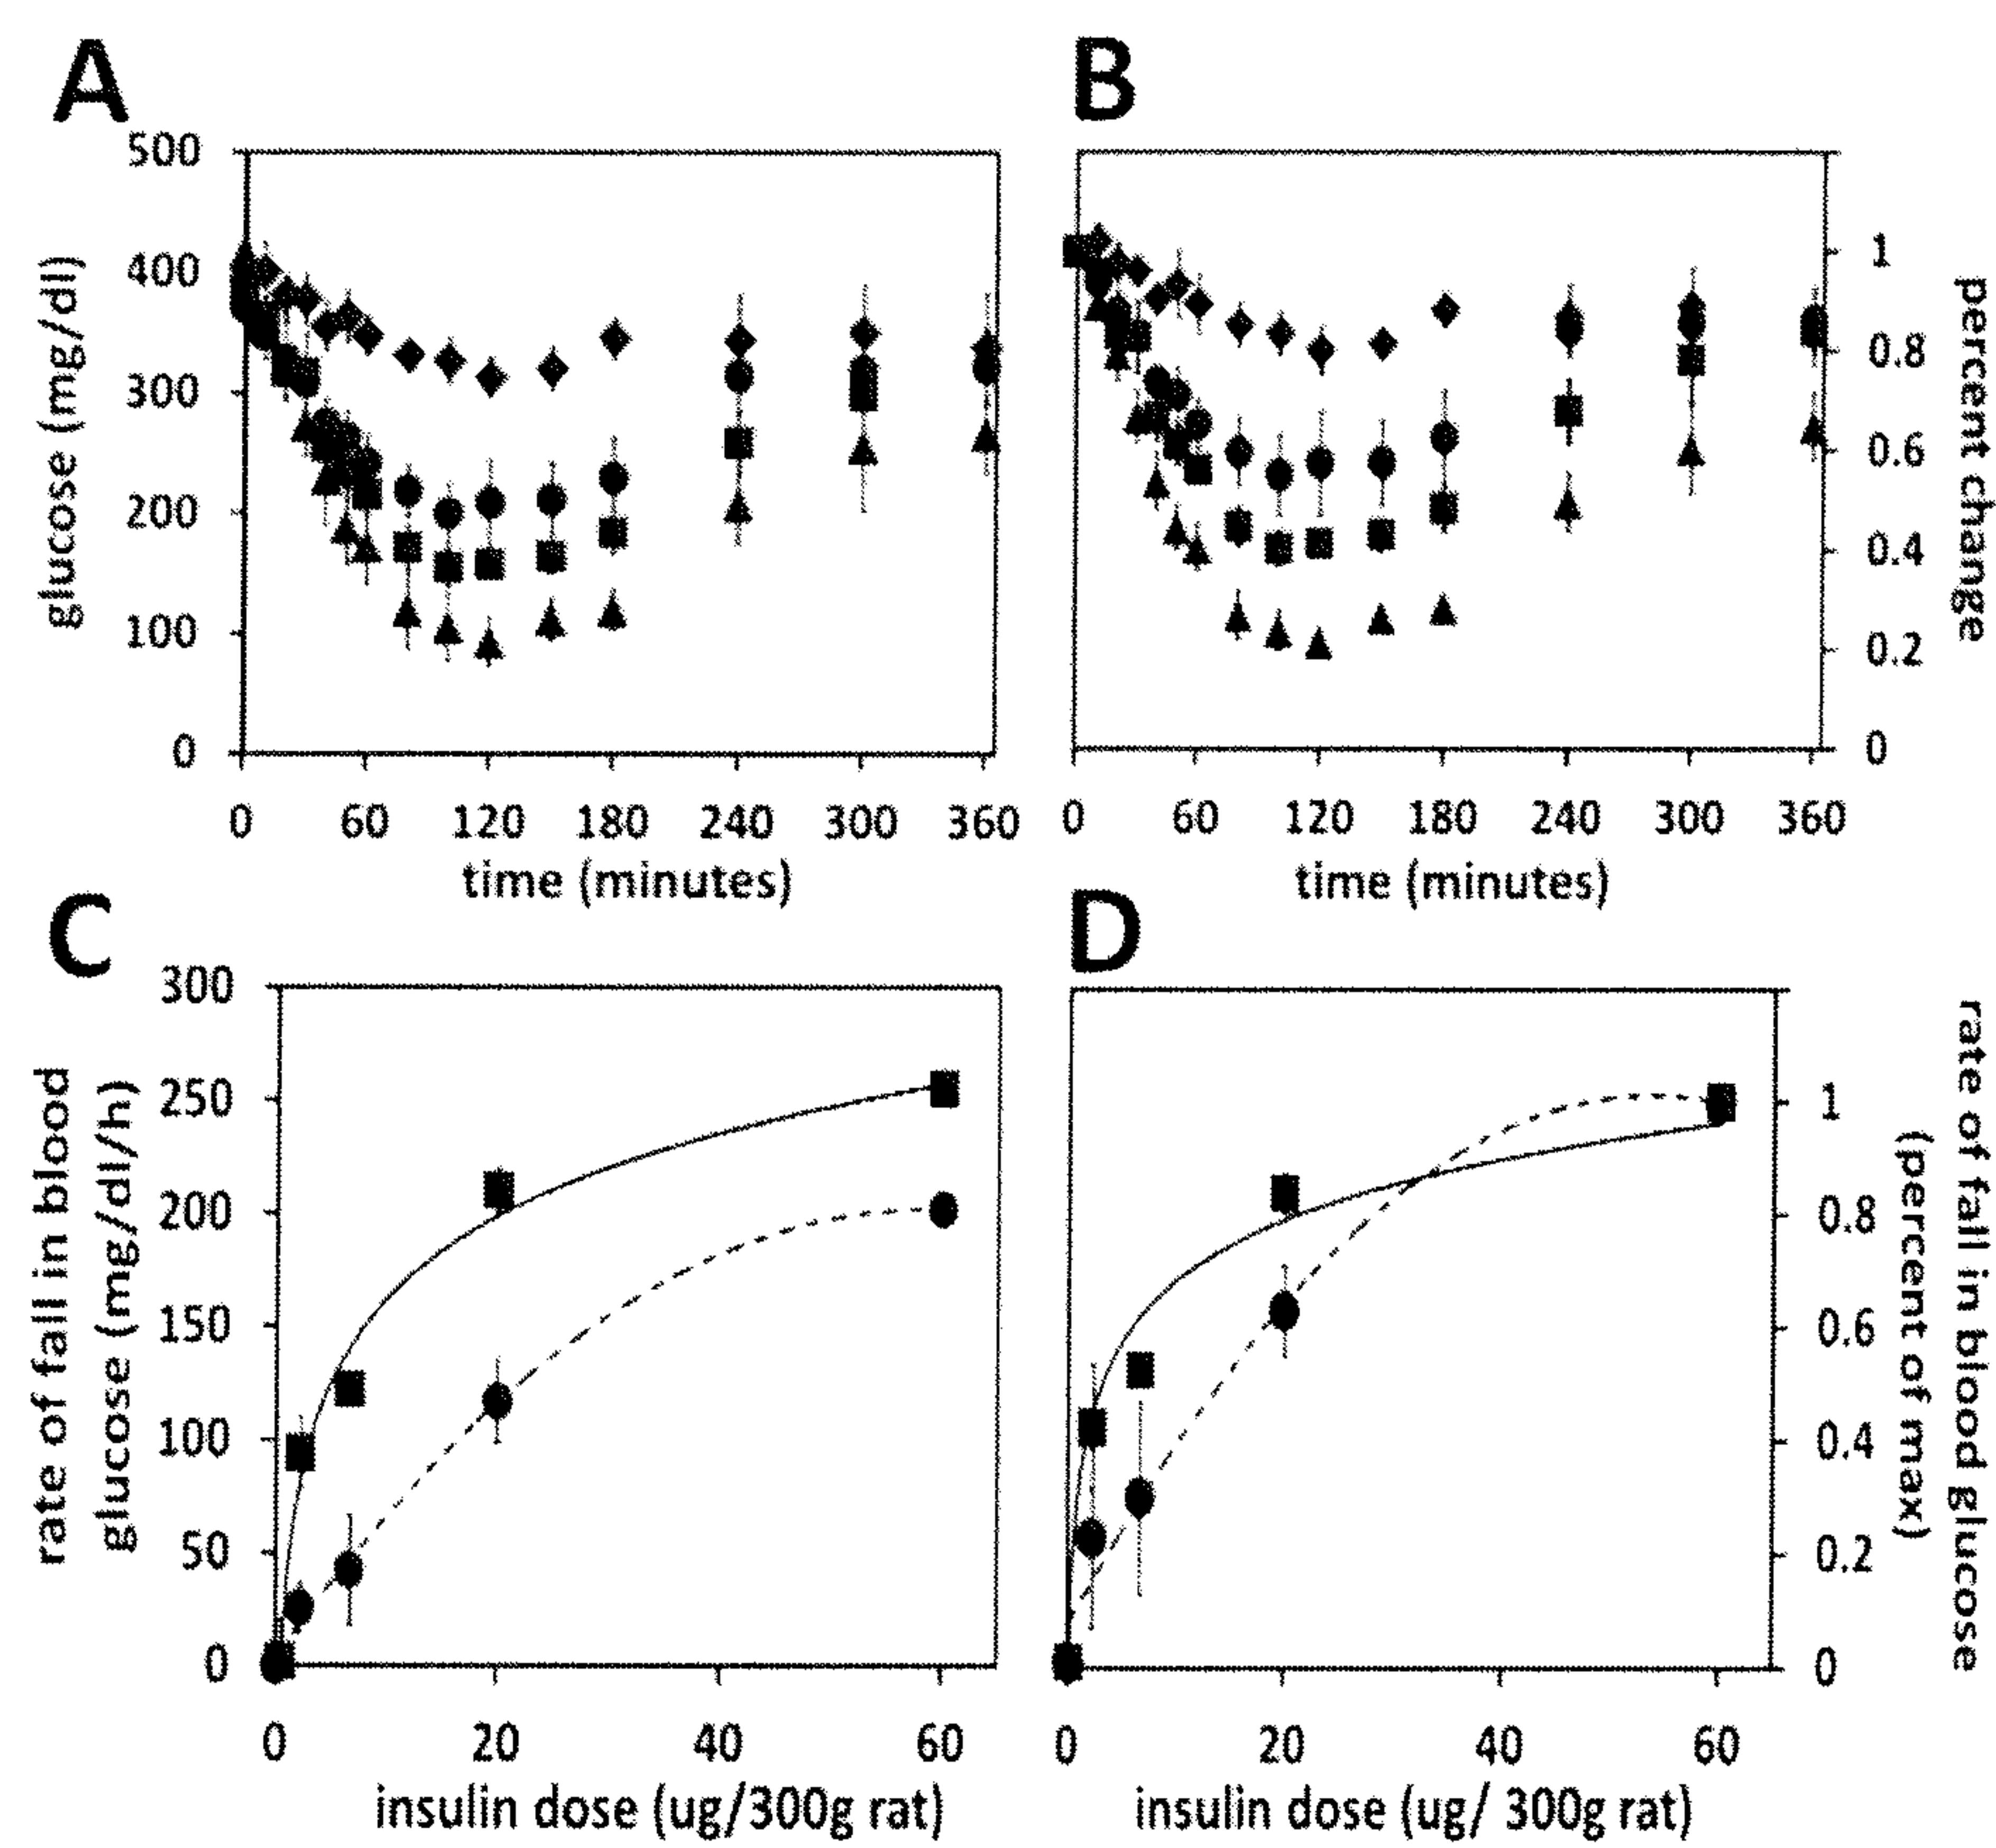 A
B
500
400
300
200
100
0
glucose (mg/dl)
0 60 120 180 240 300 360
time (minutes)
1
0.8
0.6
0.4
0.2
0
percent change
0 60 120 180 240 300 360
time (minutes)
C
D
300
250
200
150
100
50
0
rate of fall in blood
glucose (mg/dl/h)
0 20 40 60
insulin dose (ug/300g rat)
1
0.8
0.6
0.4
0.2
0
rate of fall in blood glucose
(percent of max)
0 20 40 60
insulin dose (ug/ 300g rat)